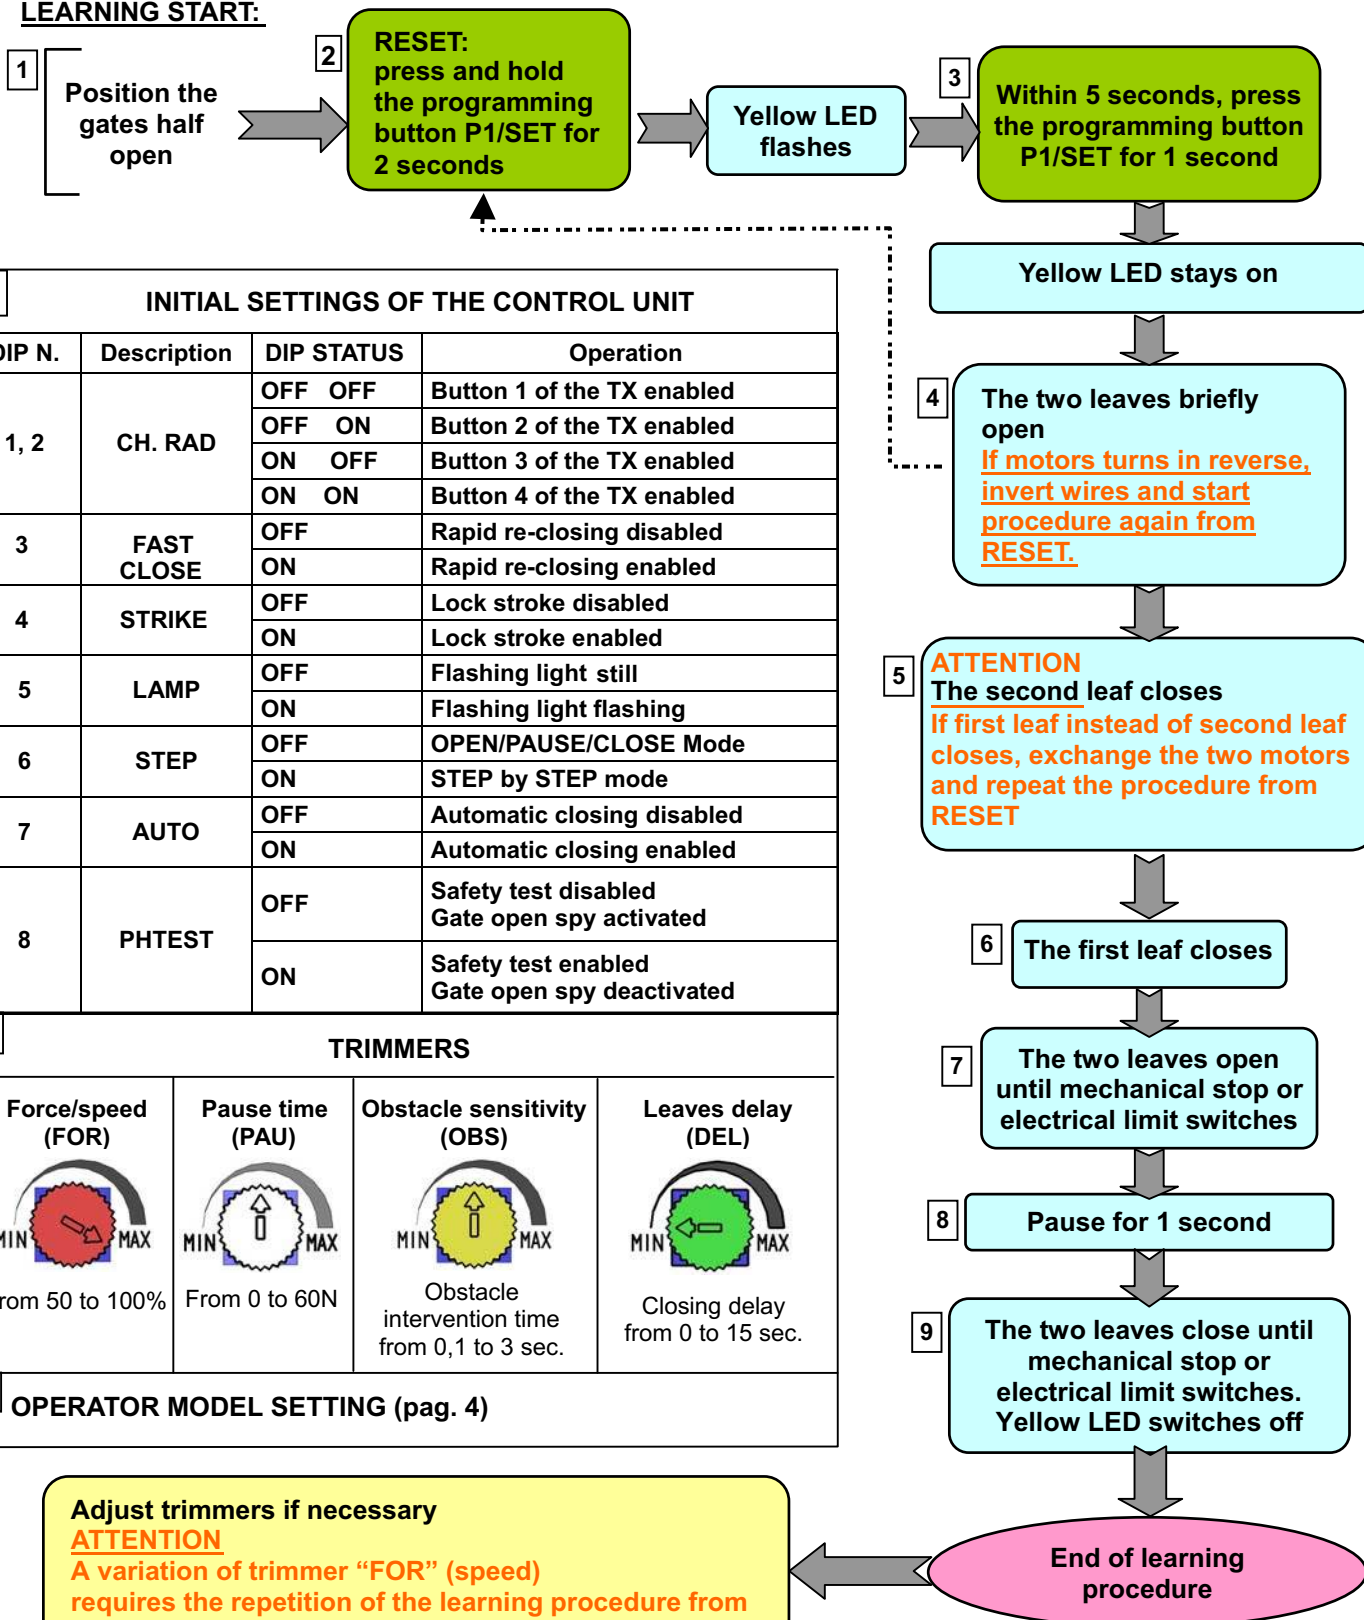 LEARNING START:
1
Position the
gates half
open
2
RESET:
press and hold
the programming
button P1/SET for
2 seconds
Yellow LED
flashes
3
Within 5 seconds, press
the programming button
P1/SET for 1 second
Yellow LED stays on
4
The two leaves briefly
open
If motors turns in reverse,
invert wires and start
procedure again from
RESET.
5
ATTENTION
The second leaf closes
If first leaf instead of second leaf
closes, exchange the two motors
and repeat the procedure from
RESET
6
The first leaf closes
7
The two leaves open
until mechanical stop or
electrical limit switches
8
Pause for 1 second
9
The two leaves close until
mechanical stop or
electrical limit switches.
Yellow LED switches off
End of learning
procedure
INITIAL SETTINGS OF THE CONTROL UNIT
DIP N. Description DIP STATUS Operation
1, 2 CH. RAD
OFF OFF Button 1 of the TX enabled
OFF ON Button 2 of the TX enabled
ON OFF Button 3 of the TX enabled
ON ON Button 4 of the TX enabled
3 FAST
CLOSE
OFF Rapid re-closing disabled
ON Rapid re-closing enabled
4 STRIKE
OFF Lock stroke disabled
ON Lock stroke enabled
5 LAMP
OFF Flashing light still
ON Flashing light flashing
6 STEP
OFF OPEN/PAUSE/CLOSE Mode
ON STEP by STEP mode
7 AUTO
OFF Automatic closing disabled
ON Automatic closing enabled
8 PHTEST
OFF Safety test disabled
Gate open spy activated
ON Safety test enabled
Gate open spy deactivated
TRIMMERS
Force/speed
(FOR)
MIN MAX
from 50 to 100%
Pause time
(PAU)
MIN MAX
From 0 to 60N
Obstacle sensitivity
(OBS)
MIN MAX
Obstacle
intervention time
from 0,1 to 3 sec.
Leaves delay
(DEL)
MIN MAX
Closing delay
from 0 to 15 sec.
OPERATOR MODEL SETTING (pag. 4)
Adjust trimmers if necessary
ATTENTION
A variation of trimmer “FOR” (speed)
requires the repetition of the learning procedure from